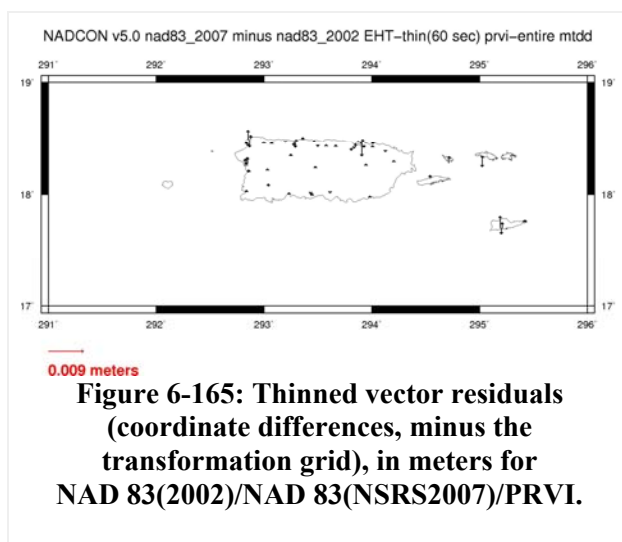 NADCON v5.0 nad83_2007 minus nad83_2002 EHT-thin(60 sec) prvi-entire mtdd
291˚ 292˚ 293˚ 294˚ 295˚ 296˚
19˚ 19˚
18˚ 18˚
17˚ 17˚
291˚ 292˚ 293˚ 294˚ 295˚ 296˚
0.009 meters
Figure 6-165: Thinned vector residuals
(coordinate differences, minus the
transformation grid), in meters for
NAD 83(2002)/NAD 83(NSRS2007)/PRVI.